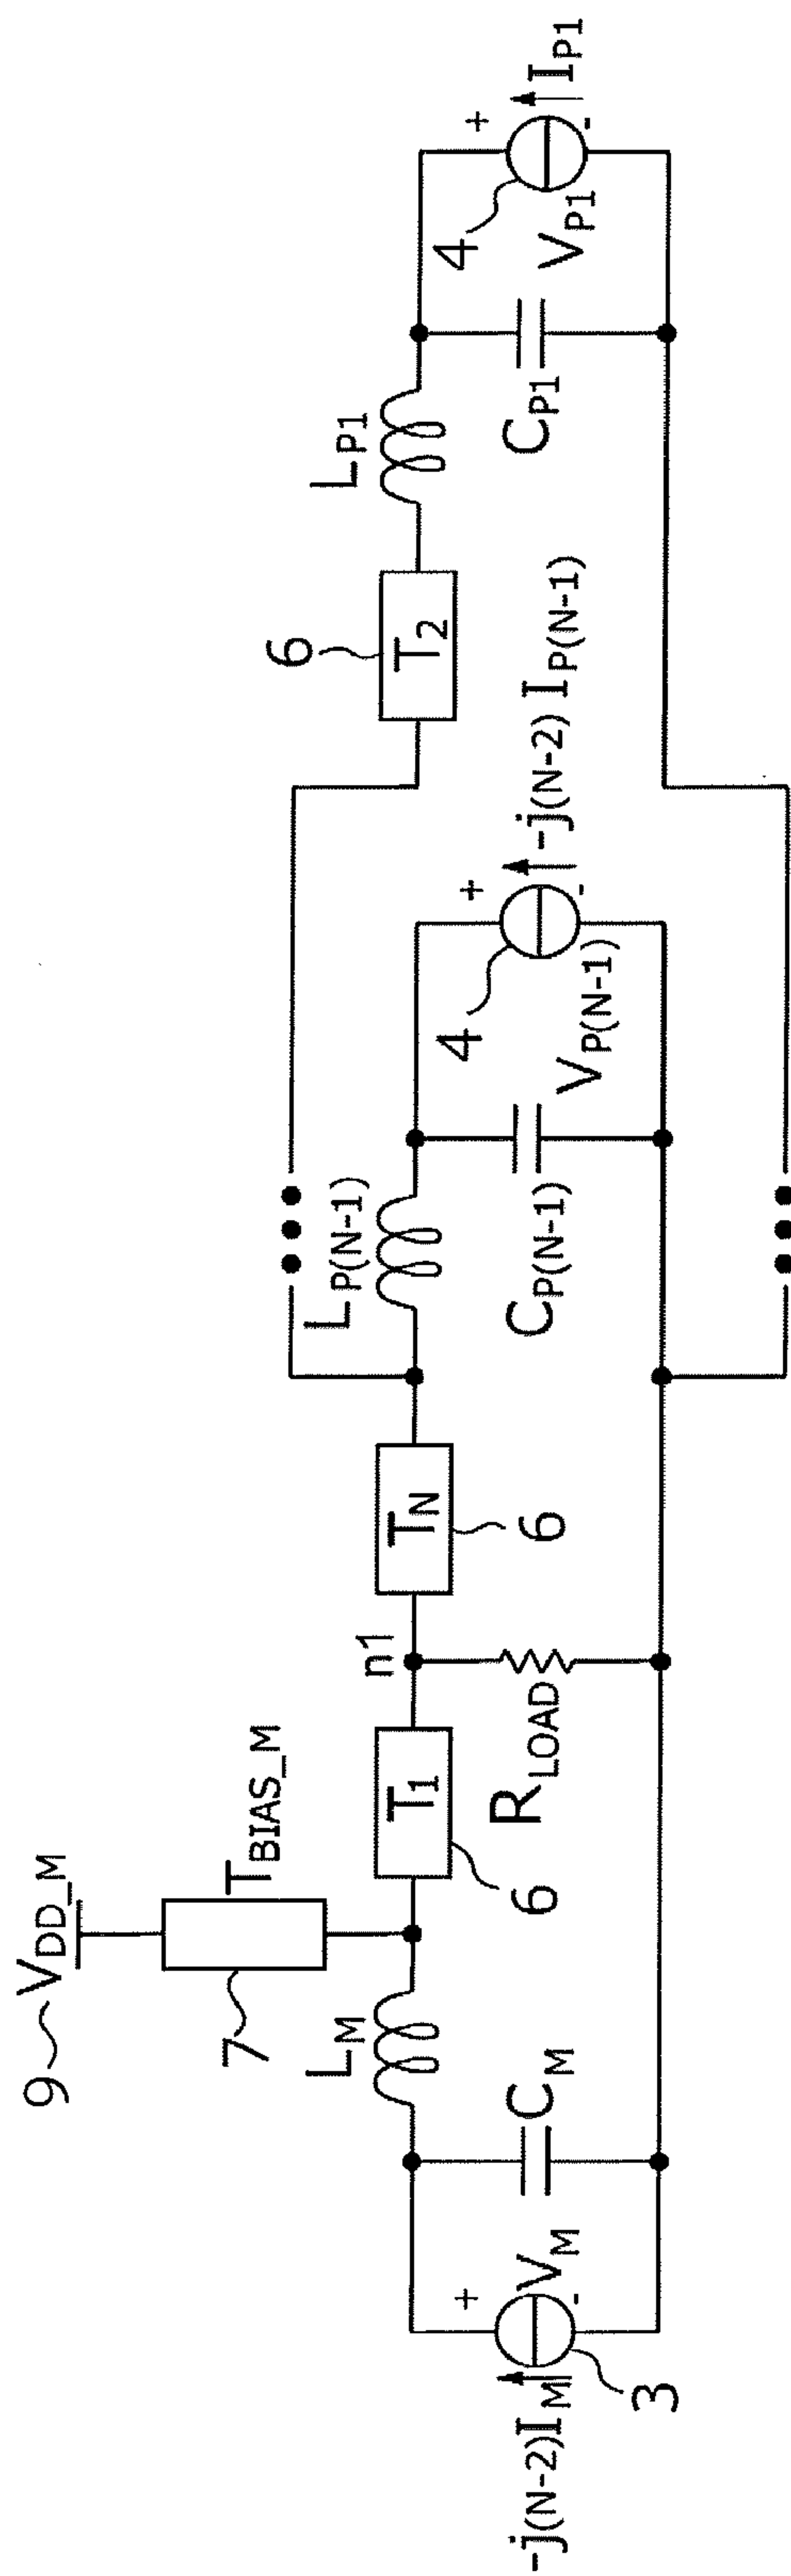 9
V_DD_M
7
T_BIAS_M
-j(N-2)I_M
3
V_M
C_M
L_M
T_1
6
n1
R_LOAD
T_N
6
L_P(N-1)
C_P(N-1)
V_P(N-1)
4
-j(N-2) I_P(N-1)
6
T_2
L_P1
C_P1
4
V_P1
I_P1
+
-
+
-
+
-